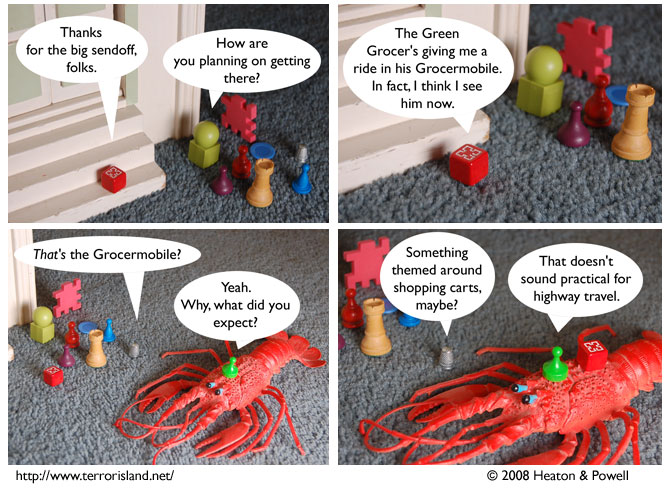 Thanks
for the big sendoff,
folks.
How are
you planning on getting
there?
The Green
Grocer's giving me a
ride in his Grocermobile.
In fact, I think I see
him now.
That's the Grocermobile?
Yeah.
Why, what did you
expect?
Something
themed around
shopping carts,
maybe?
That doesn't
sound practical for
highway travel.
http://www.terrorisland.net/
© 2008 Heaton & Powell